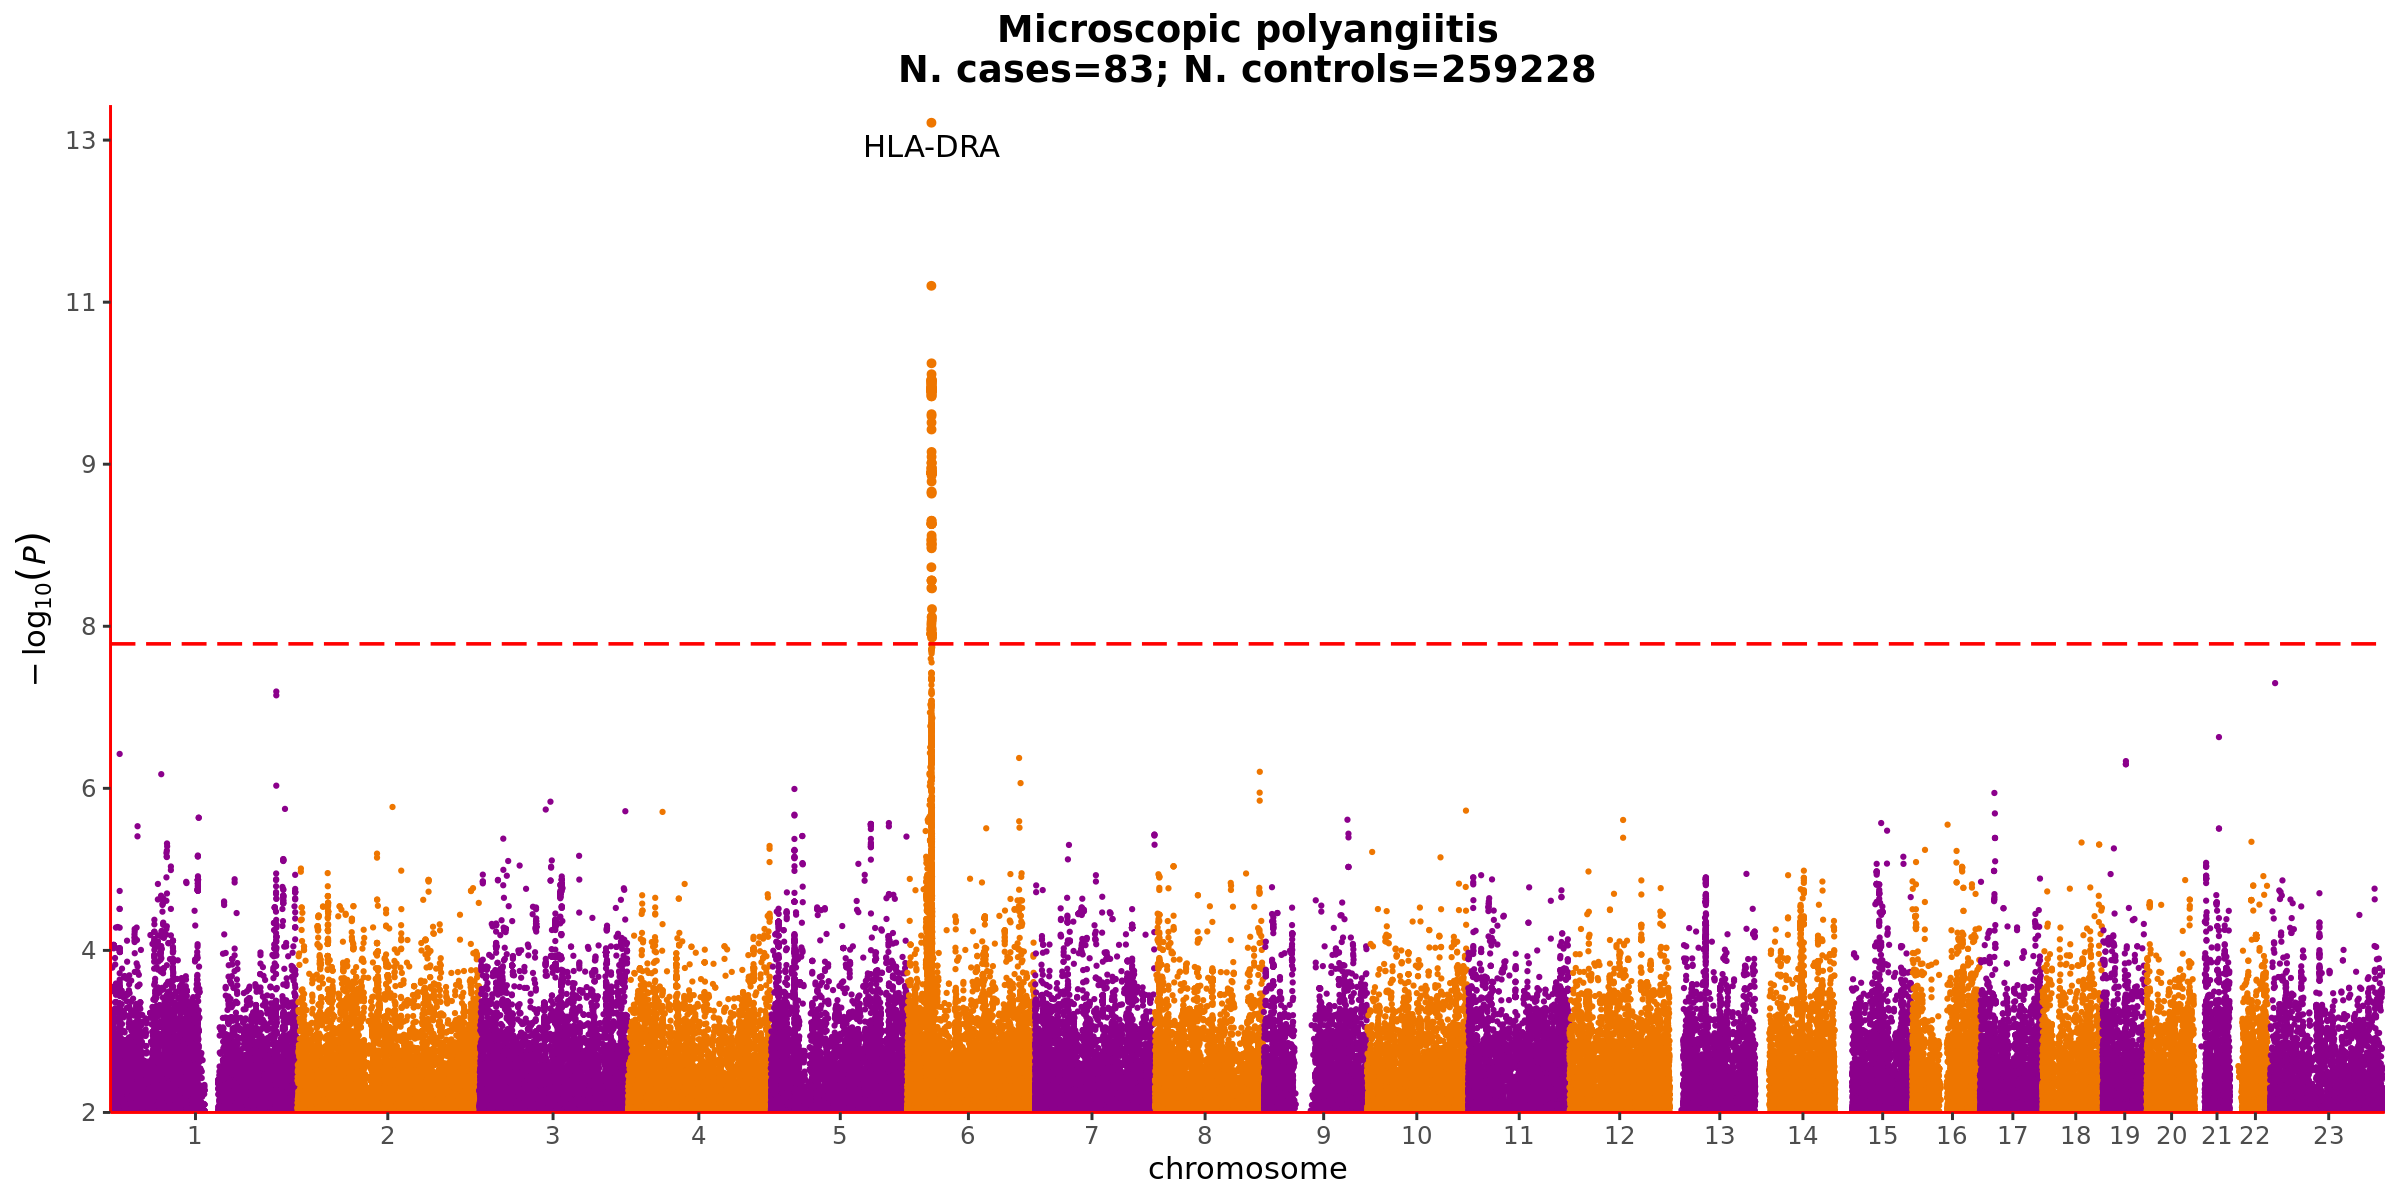 Microscopic polyangiitis
N. cases=83; N. controls=259228
13
HLA-DRA
11
9
8
6
4
2
−log10(P)
1 2 3 4 5 6 7 8 9 10 11 12 13 14 15 16 17 18 19 20 21 22 23
chromosome